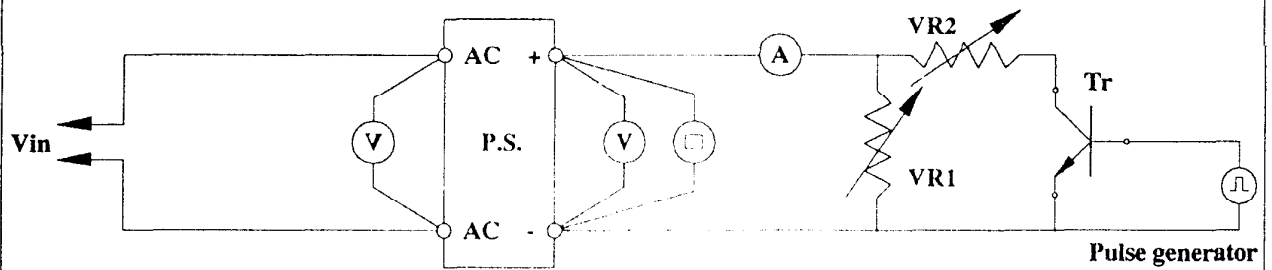 VR2
AC +
A
Tr
Vin
V
P.S.
V
VR1
AC -
Pulse generator